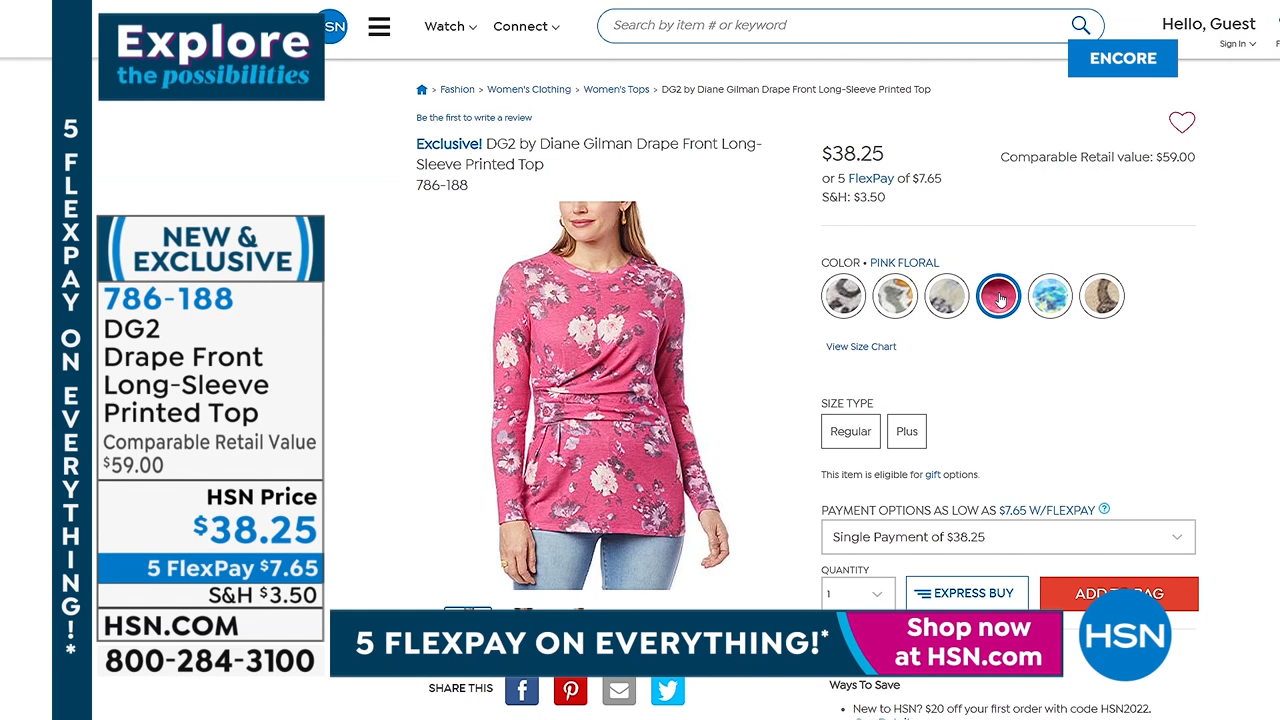 Explore
the possibilities
5 FLEXPAY ON EVERYTHING!*
NEW &
EXCLUSIVE
786-188
DG2
Drape Front
Long-Sleeve
Printed Top
Comparable Retail Value
$59.00
HSN Price
$38.25
5 FlexPay $7.65
S&H $3.50
HSN.COM
800-284-3100
SN
Watch
Connect
Search by item # or keyword
Hello, Guest
Sign In
ENCORE
> Fashion > Women's Clothing > Women's Tops > DG2 by Diane Gilman Drape Front Long-Sleeve Printed Top
Be the first to write a review
Exclusive! DG2 by Diane Gilman Drape Front Long-
Sleeve Printed Top
786-188
$38.25
Comparable Retail value: $59.00
or 5 FlexPay of $7.65
S&H: $3.50
COLOR • PINK FLORAL
View Size Chart
SIZE TYPE
Regular
Plus
This item is eligible for gift options.
PAYMENT OPTIONS AS LOW AS $7.65 W/FLEXPAY ?
Single Payment of $38.25
QUANTITY
1
EXPRESS BUY
ADD TO BAG
5 FLEXPAY ON EVERYTHING!*
Shop now
at HSN.com
HSN
SHARE THIS
Ways To Save
• New to HSN? $20 off your first order with code HSN2022.